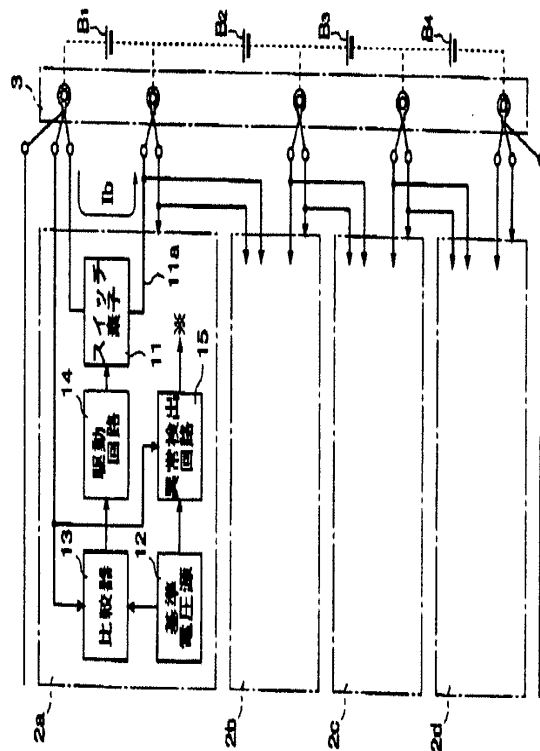 3
B1
B2
B3
B4
Ib
11a
スイッチ
素子
11
14
駆動
回路
13
比較器
12
基準
電圧源
異常検出
回路
15
※
2a
2b
2c
2d